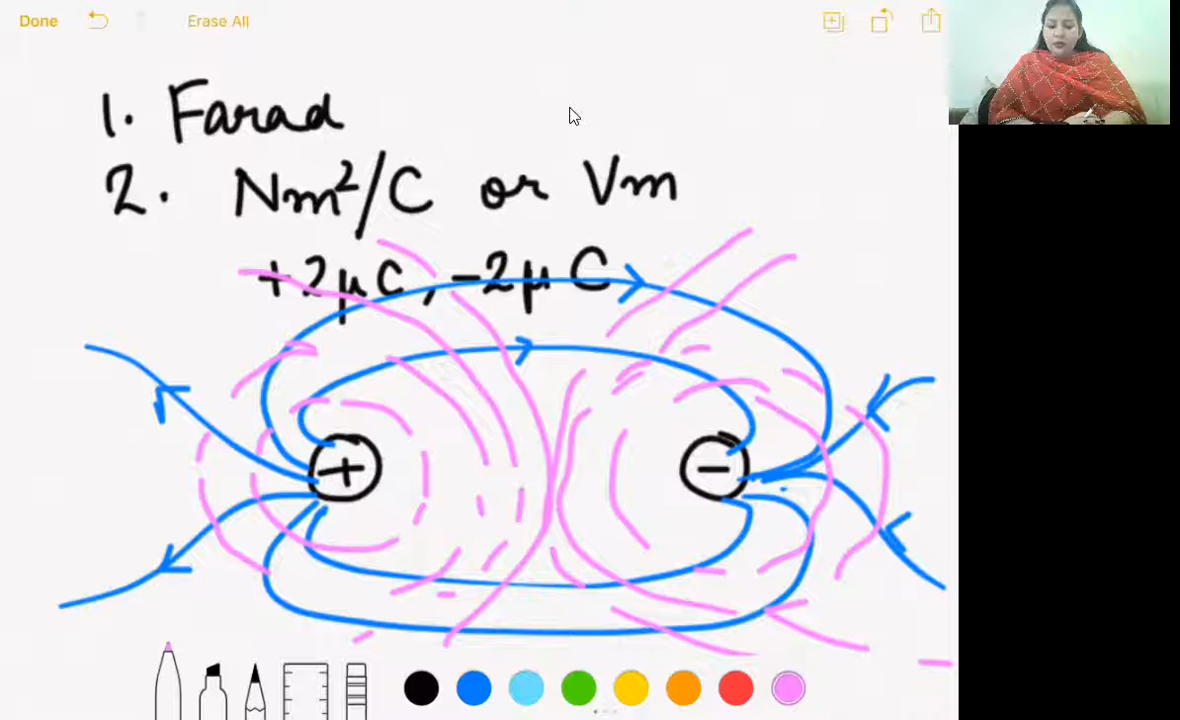 Done Erase All
1. Farad
2. Nm²/C or Vm
+2μC, -2μC
+ -